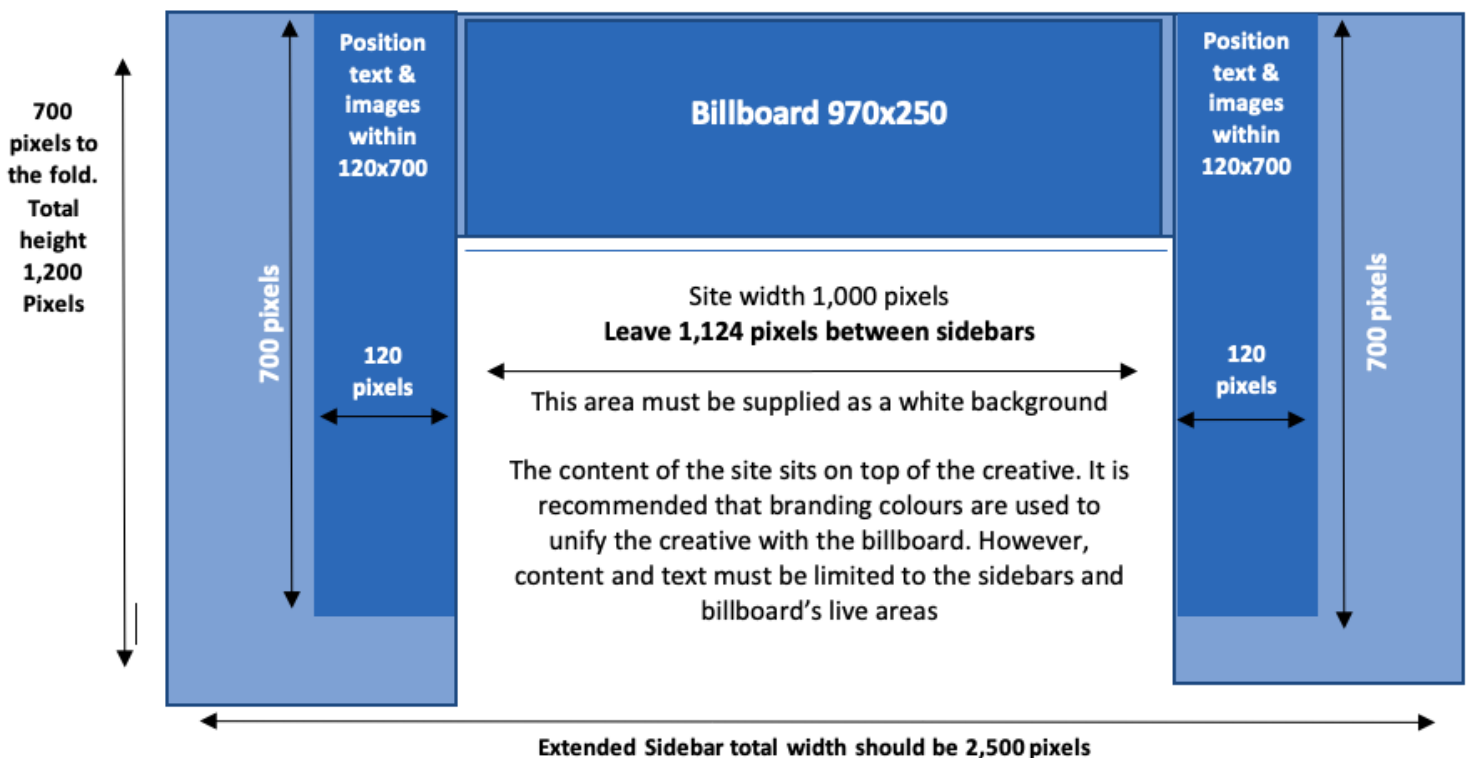 700
pixels to
the fold.
Total
height
1,200
Pixels
700 pixels
Position
text &
images
within
120x700
120
pixels
Billboard 970x250
Site width 1,000 pixels
Leave 1,124 pixels between sidebars
This area must be supplied as a white background
The content of the site sits on top of the creative. It is
recommended that branding colours are used to
unify the creative with the billboard. However,
content and text must be limited to the sidebars and
billboard’s live areas
Position
text &
images
within
120x700
120
pixels
700 pixels
Extended Sidebar total width should be 2,500 pixels